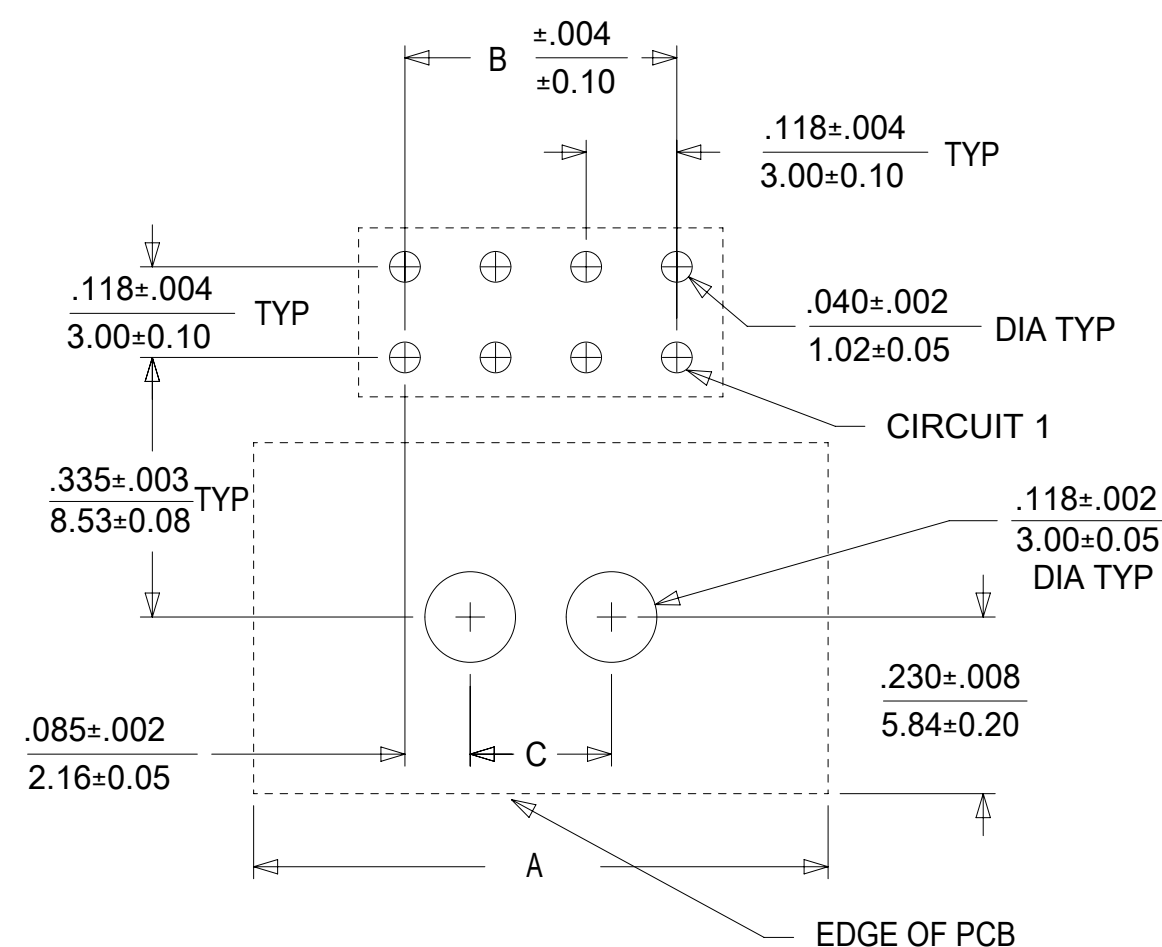 ±.004
B
±0.10
.118±.004
TYP
3.00±0.10
.118±.004
TYP
3.00±0.10
.040±.002
DIA TYP
1.02±0.05
CIRCUIT 1
.335±.003
TYP
8.53±0.08
.118±.002
3.00±0.05
DIA TYP
.230±.008
5.84±0.20
.085±.002
2.16±0.05
C
A
EDGE OF PCB